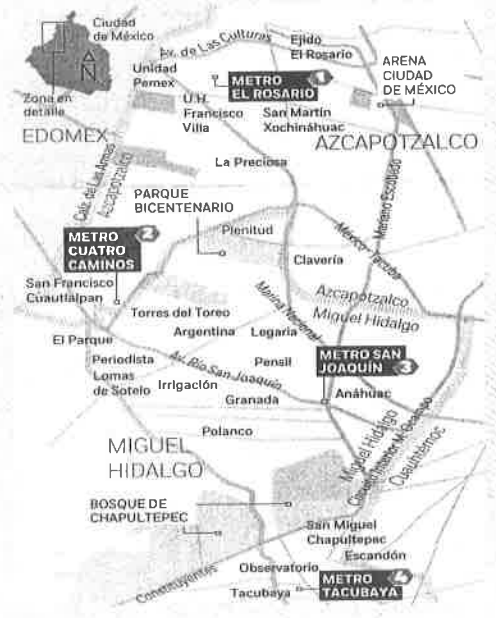 Ciudad
de México
N
Zona en
detalle
EDOMEX
Av. de Las Culturas
Ejido
El Rosario
Unidad
Pemex
METRO
EL ROSARIO
1
ARENA
CIUDAD
DE MÉXICO
U.H.
Francisco
Villa
San Martín
Xochináhuac
AZCAPOTZALCO
Calz. de Las Armas
Azcapotzalco
La Preciosa
Mariano Escobedo
PARQUE
BICENTENARIO
METRO
CUATRO
CAMINOS
2
Plenitud
México Tacuba
Clavería
San Francisco
Cuautlalpan
Azcapotzalco
Miguel Hidalgo
Marina Nacional
Torres del Toreo
Argentina
Legaria
El Parque
Av. Río San Joaquín
METRO SAN
JOAQUÍN
3
Periodista
Lomas
de Sotelo
Pensil
Irrigación
Granada
Anáhuac
Polanco
MIGUEL
HIDALGO
Miguel Hidalgo
Cuauhtémoc
BOSQUE DE
CHAPULTEPEC
San Miguel
Chapultepec
Escandón
Constituyentes
Observatorio
Tacubaya
METRO
TACUBAYA
4